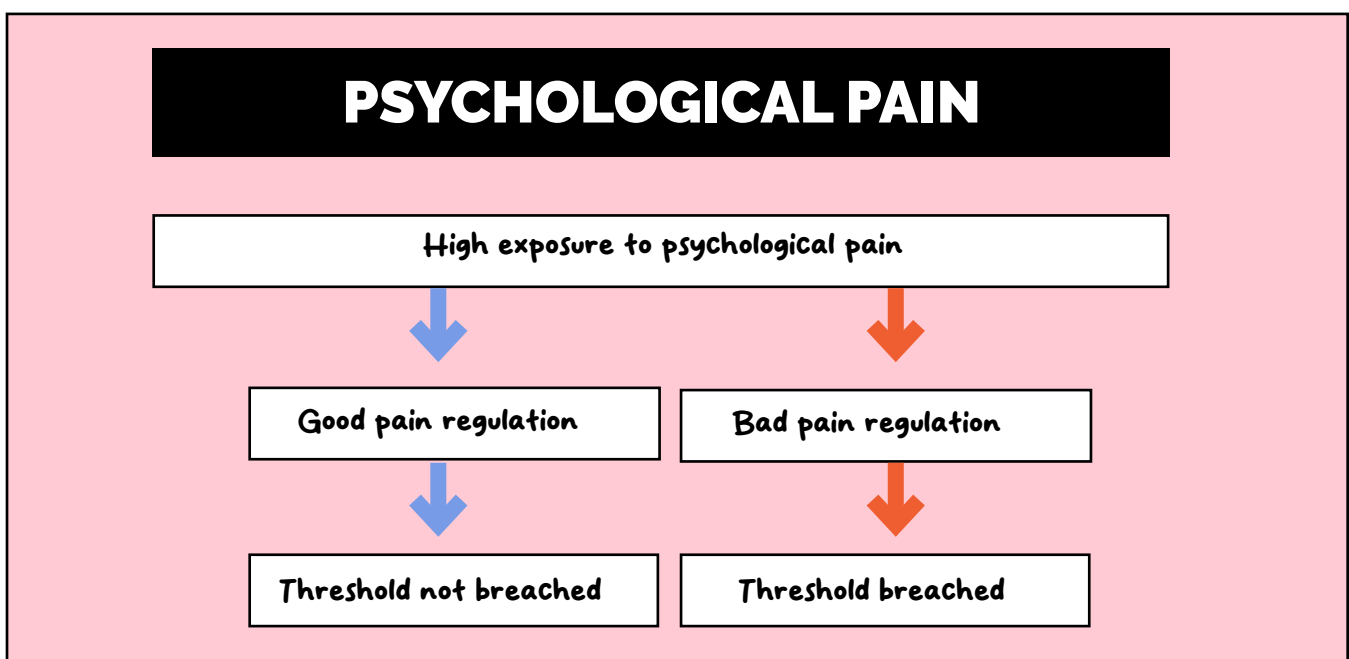 PSYCHOLOGICAL PAIN
High exposure to psychological pain
Good pain regulation
Bad pain regulation
Threshold not breached
Threshold breached